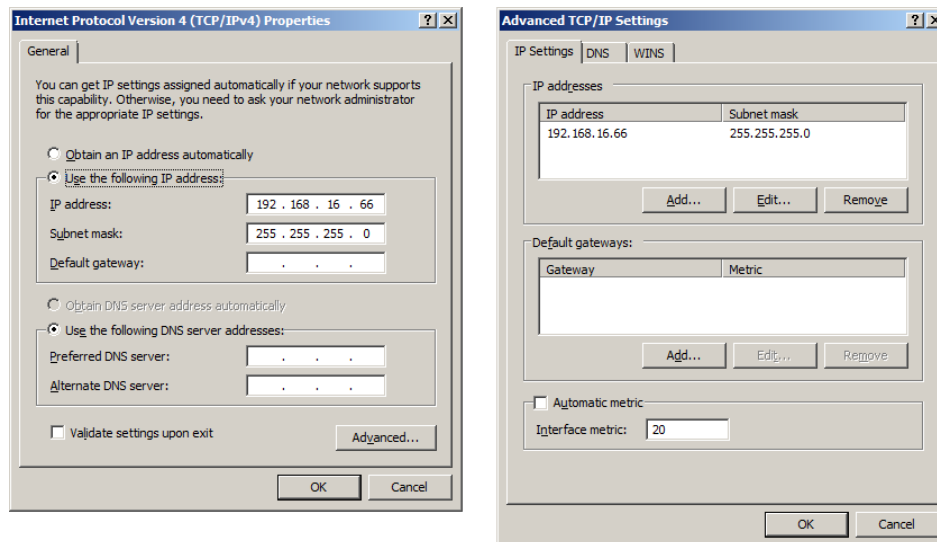 Internet Protocol Version 4 (TCP/IPv4) Properties
General
You can get IP settings assigned automatically if your network supports
this capability. Otherwise, you need to ask your network administrator
for the appropriate IP settings.
Obtain an IP address automatically
Use the following IP address:
IP address: 192 . 168 . 16 . 66
Subnet mask: 255 . 255 . 255 . 0
Default gateway: . . .
Obtain DNS server address automatically
Use the following DNS server addresses:
Preferred DNS server: . . .
Alternate DNS server: . . .
Validate settings upon exit
Advanced...
OK Cancel
Advanced TCP/IP Settings
IP Settings DNS WINS
IP addresses
IP address Subnet mask
192.168.16.66 255.255.255.0
Add... Edit... Remove
Default gateways:
Gateway Metric
Add... Edit... Remove
Automatic metric
Interface metric: 20
OK Cancel